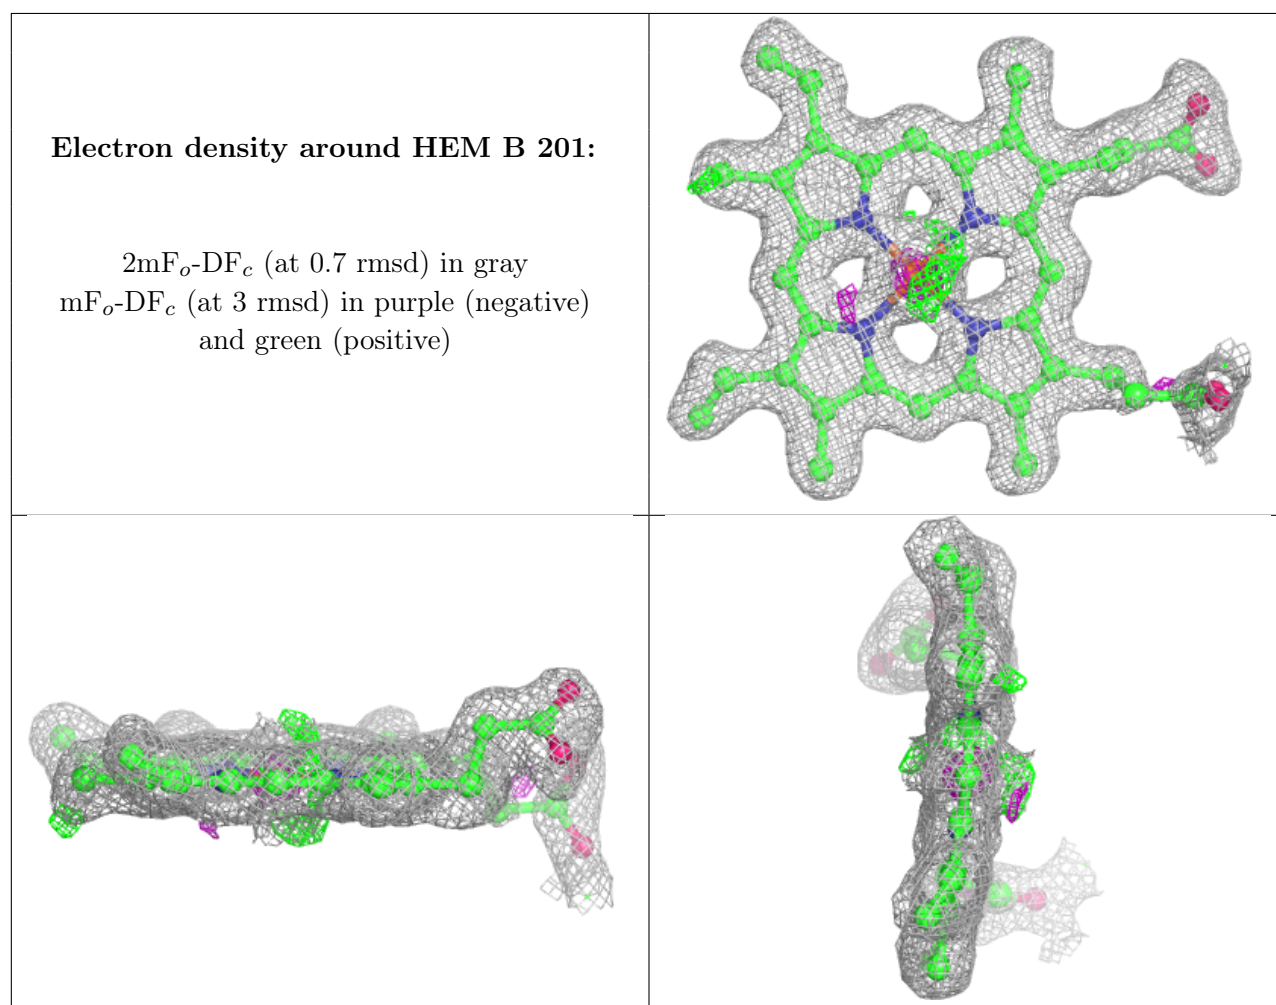 Electron density around HEM B 201:
2mFo-DFc (at 0.7 rmsd) in gray
mFo-DFc (at 3 rmsd) in purple (negative)
and green (positive)